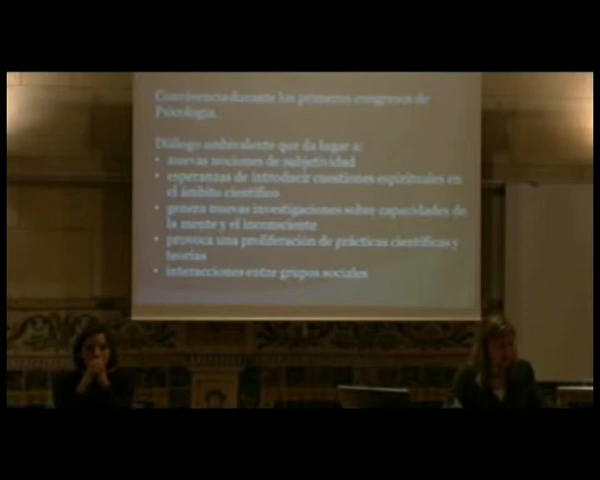 Convivencia durante los primeros congresos de
Psicología.
Diálogo ambivalente que da lugar a:
• nuevas nociones de subjetividad
• esperanzas de introducir cuestiones espirituales en
el ámbito científico
• genera nuevas investigaciones sobre capacidades de
la mente y el inconsciente
• provoca una proliferación de prácticas científicas y
teorías
• interacciones entre grupos sociales